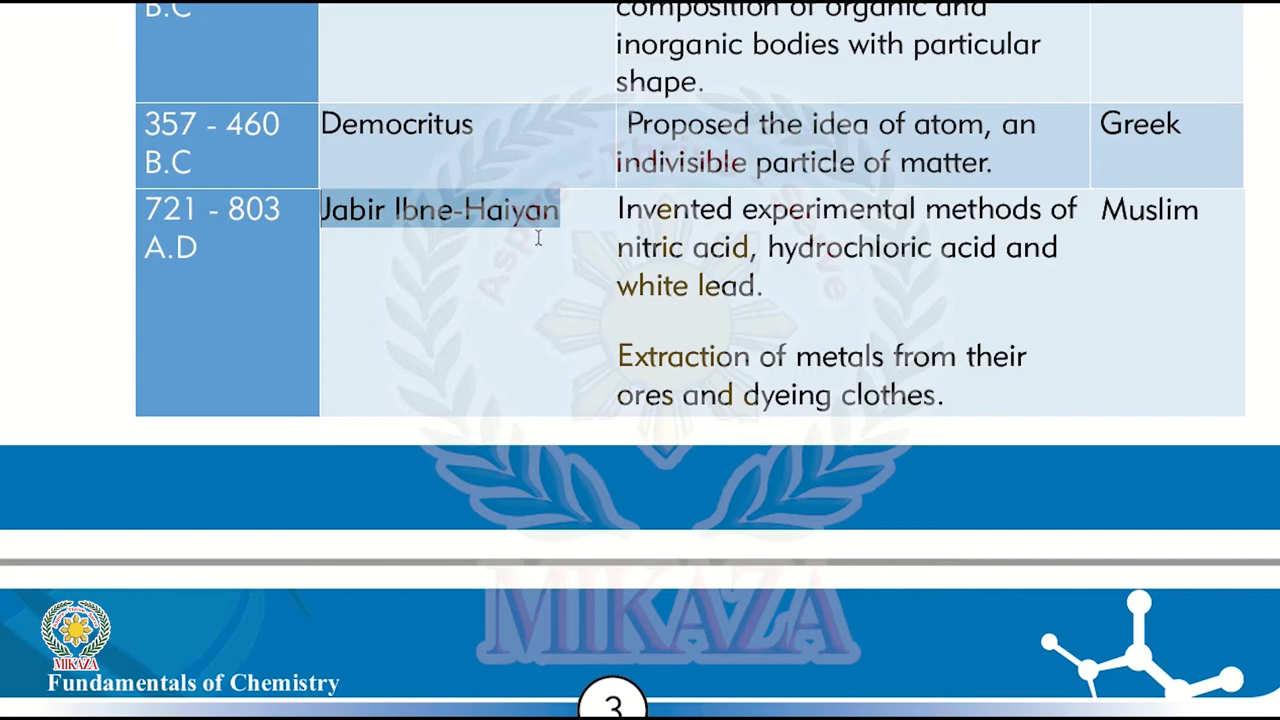 B.C
composition of organic and
inorganic bodies with particular
shape.
357 - 460
B.C
Democritus
Proposed the idea of atom, an
indivisible particle of matter.
Greek
721 - 803
A.D
Jabir Ibne-Haiyan
Invented experimental methods of
nitric acid, hydrochloric acid and
white lead.
Extraction of metals from their
ores and dyeing clothes.
Muslim
MIKAZA
MIKAZA
Fundamentals of Chemistry
3